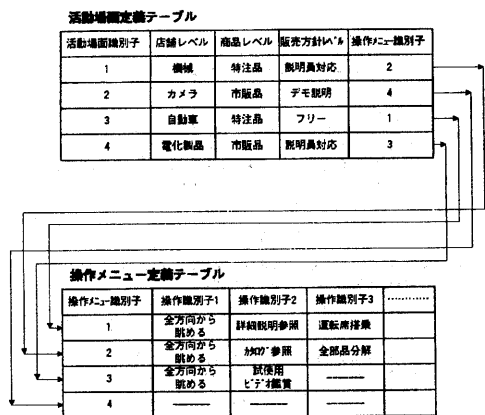 活動場面定義テーブル
活動場面識別子 店舗レベル 商品レベル 販売方針ﾚﾍﾞﾙ 操作ﾒﾆｭｰ識別子
1 機械 特注品 説明員対応 2
2 カメラ 市販品 デモ説明 4
3 自動車 特注品 フリー 1
4 電化製品 市販品 説明員対応 3
操作メニュー定義テーブル
操作ﾒﾆｭｰ識別子 操作識別子1 操作識別子2 操作識別子3 …………
1 全方向から眺める 詳細説明参照 運転席搭乗
2 全方向から眺める ｶﾀﾛｸﾞ参照 全部品分解
3 全方向から眺める 試使用ﾋﾞﾃﾞｵ鑑賞 ———
4 ——— ——— ———